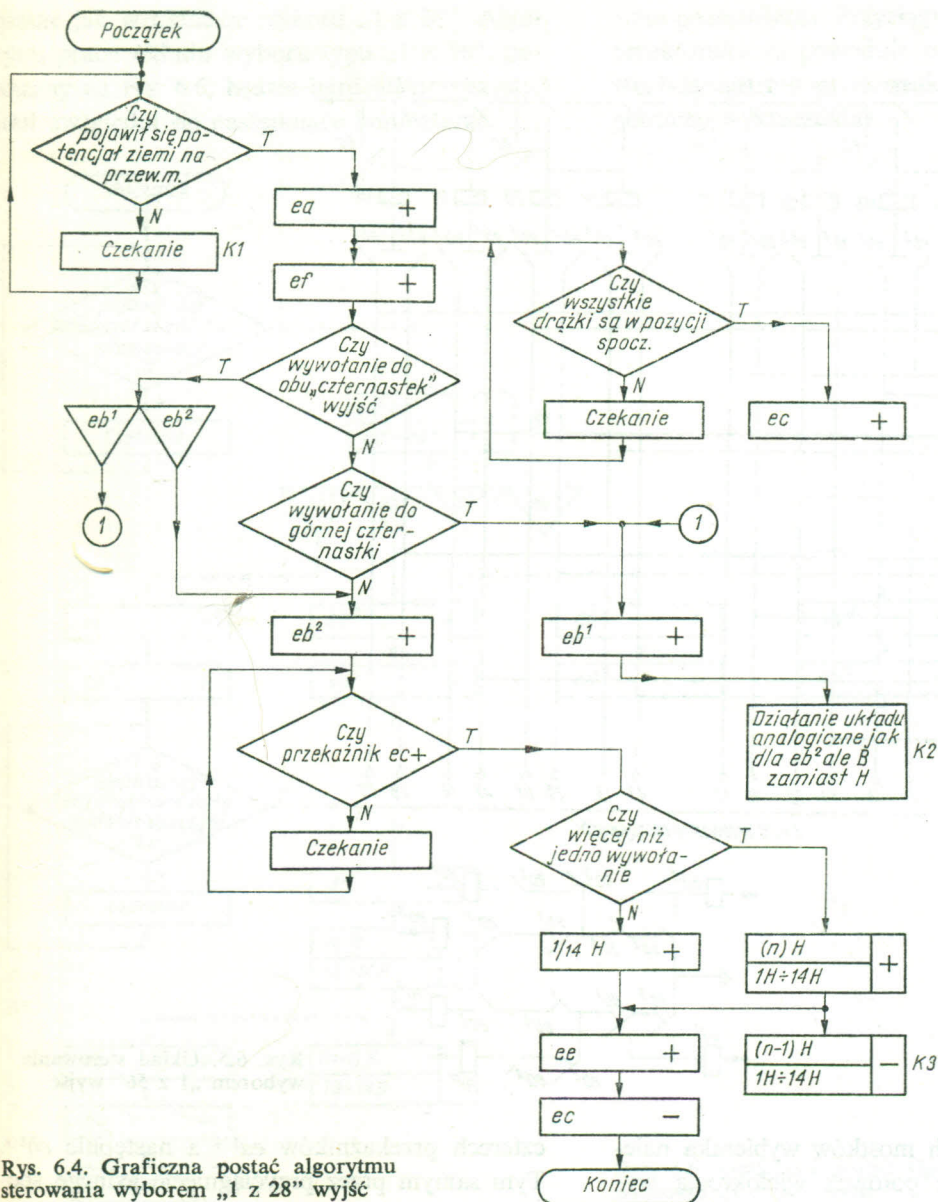 Początek
Czy
pojawił się po-
tencjał ziemi na
przew.m.
T
N
Czekanie
K1
ea +
ef +
Czy
wywołanie do
obu „czternastek"
wyjść
T
N
eb¹
eb²
1
Czy
wszystkie
drążki są w pozycji
spocz.
T
N
Czekanie
ec +
Czy
wywołanie do
górnej czter-
nastki
T
N
1
eb² +
eb¹ +
Działanie układu
analogiczne jak
dla eb², ale B
zamiast H
K2
Czy
przekaźnik ec+
T
N
Czekanie
Czy
więcej niż
jedno wywoła-
nie
T
N
1/14 H +
(n) H
1H÷14H
+
ee +
(n-1) H
1H÷14H
−
K3
ec −
Koniec
Rys. 6.4. Graficzna postać algorytmu
sterowania wyborem „1 z 28" wyjść